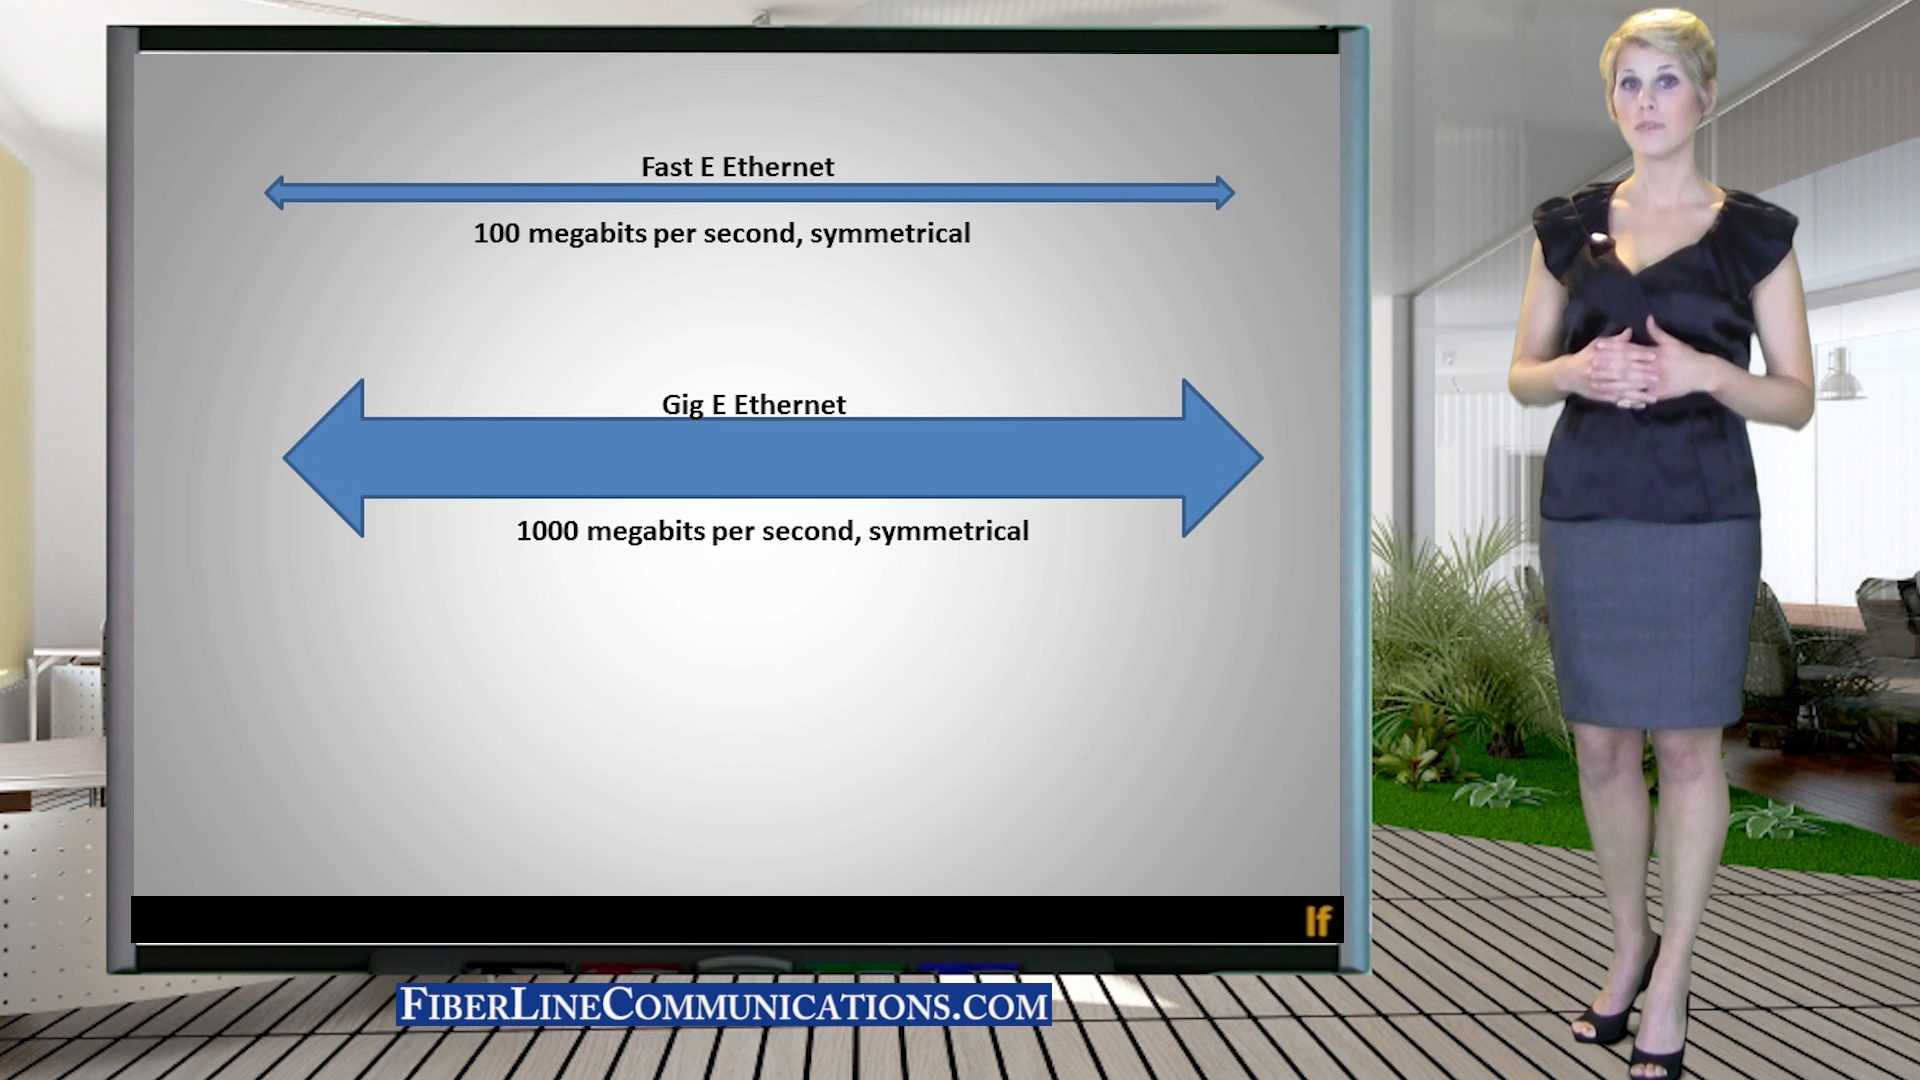 Fast E Ethernet
100 megabits per second, symmetrical
Gig E Ethernet
1000 megabits per second, symmetrical
If
FIBERLINECOMMUNICATIONS.COM